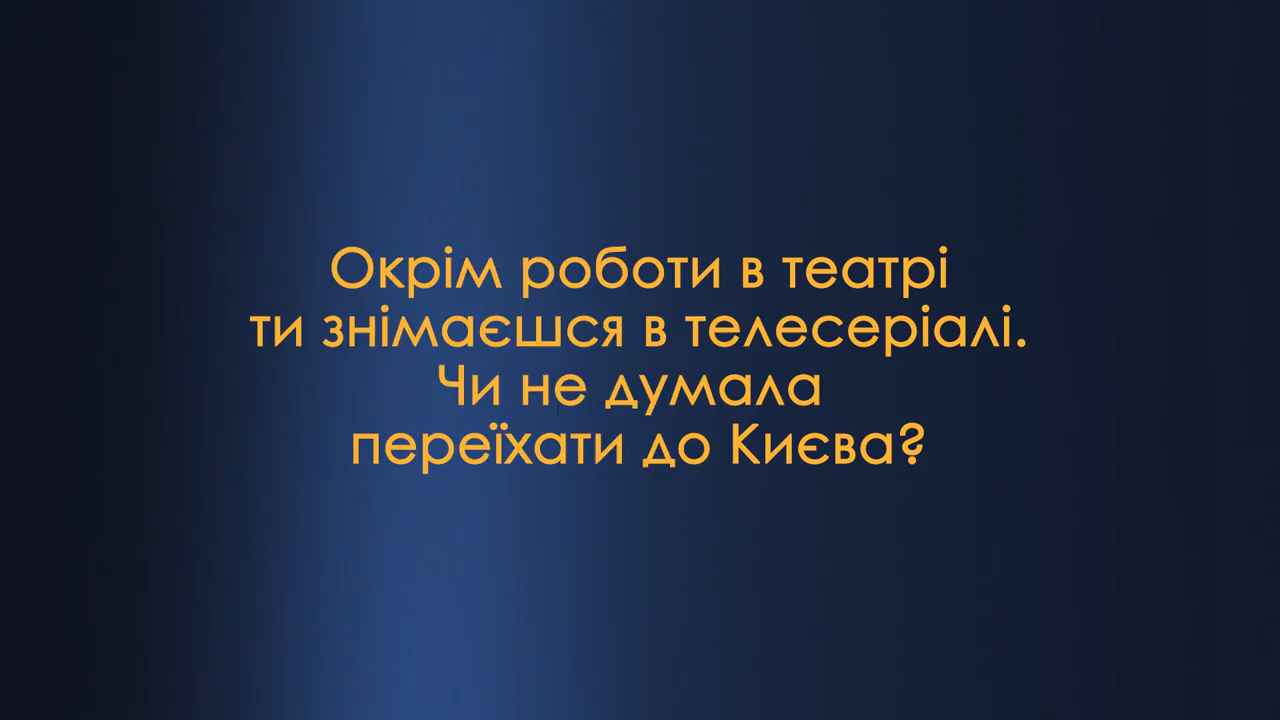 Окрім роботи в театрі
ти знімаєшся в телесеріалі.
Чи не думала
переїхати до Києва?